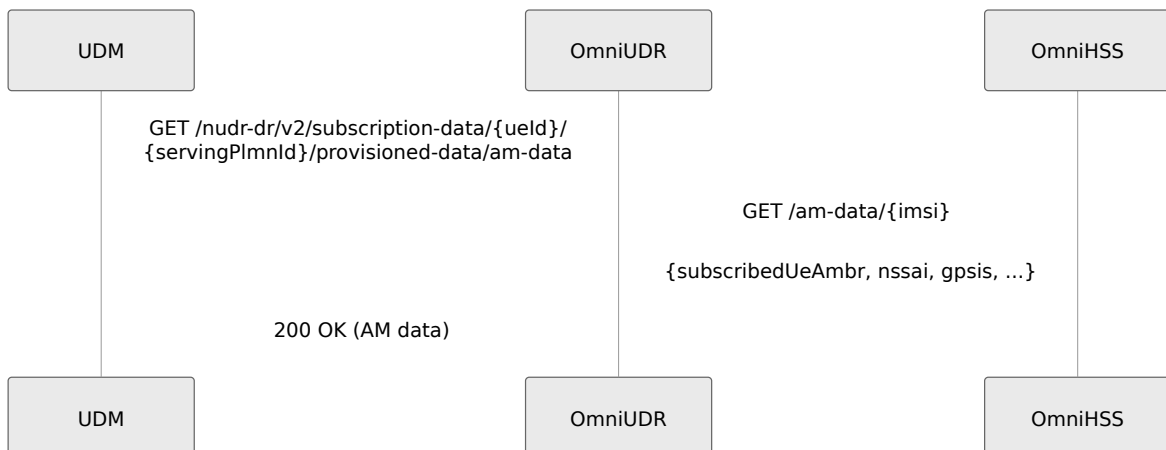 UDM
OmniUDR
OmniHSS
GET /nudr-dr/v2/subscription-data/{ueId}/
{servingPlmnId}/provisioned-data/am-data
GET /am-data/{imsi}
{subscribedUeAmbr, nssai, gpsis, ...}
200 OK (AM data)
UDM
OmniUDR
OmniHSS